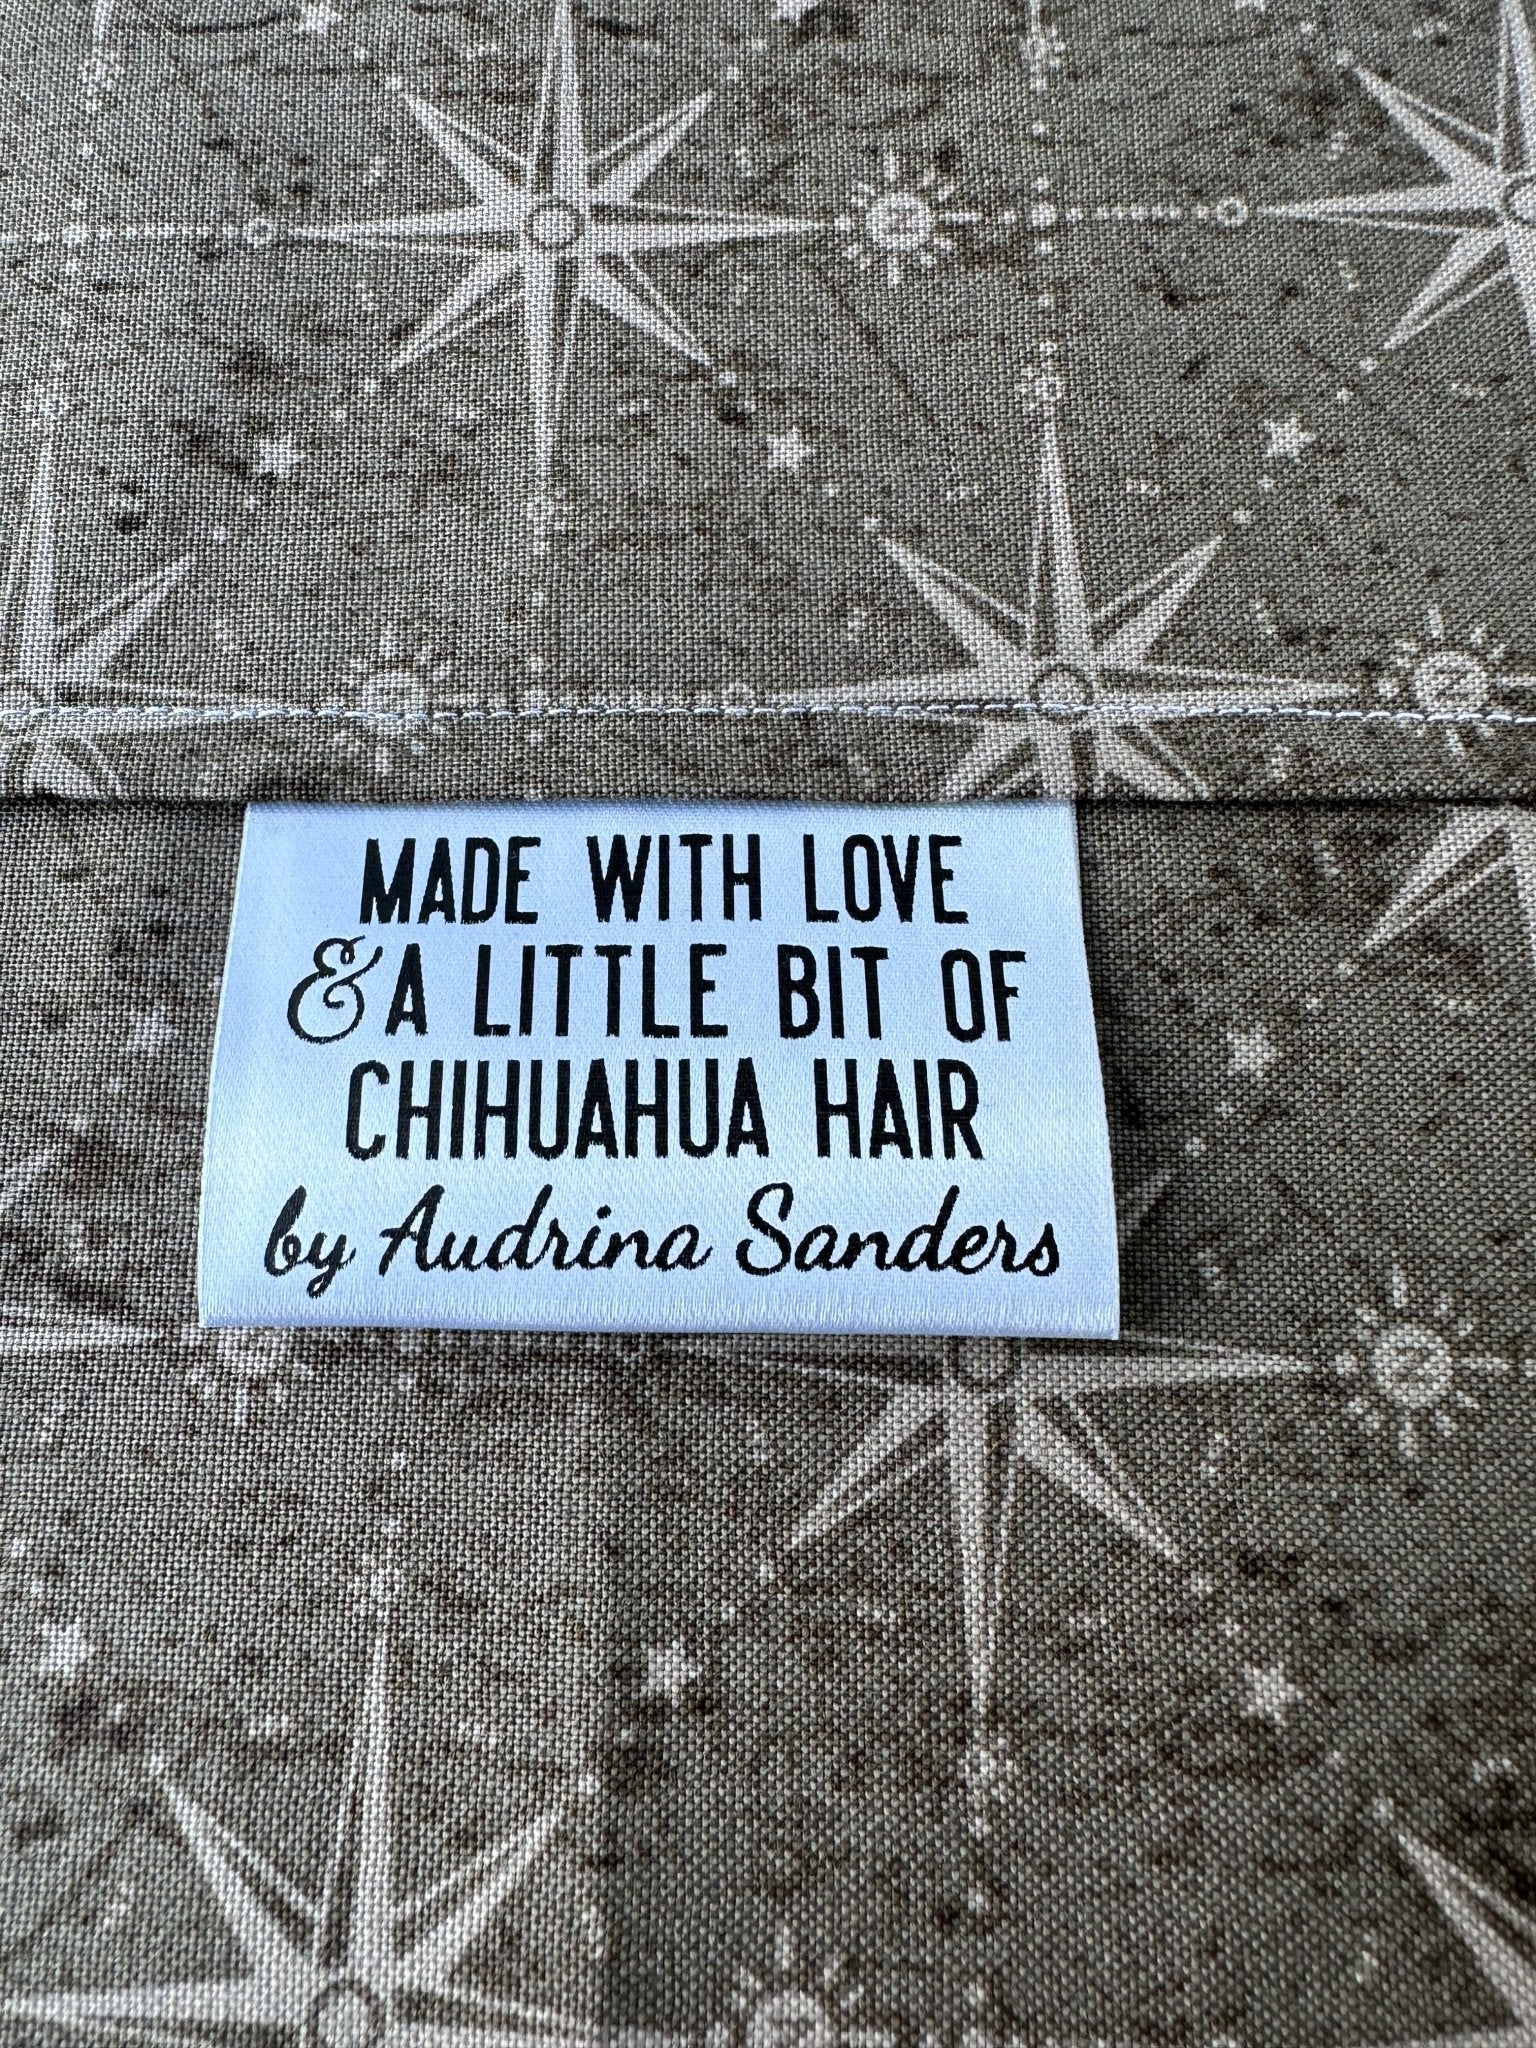 MADE WITH LOVE
& A LITTLE BIT OF
CHIHUAHUA HAIR
by Audrina Sanders